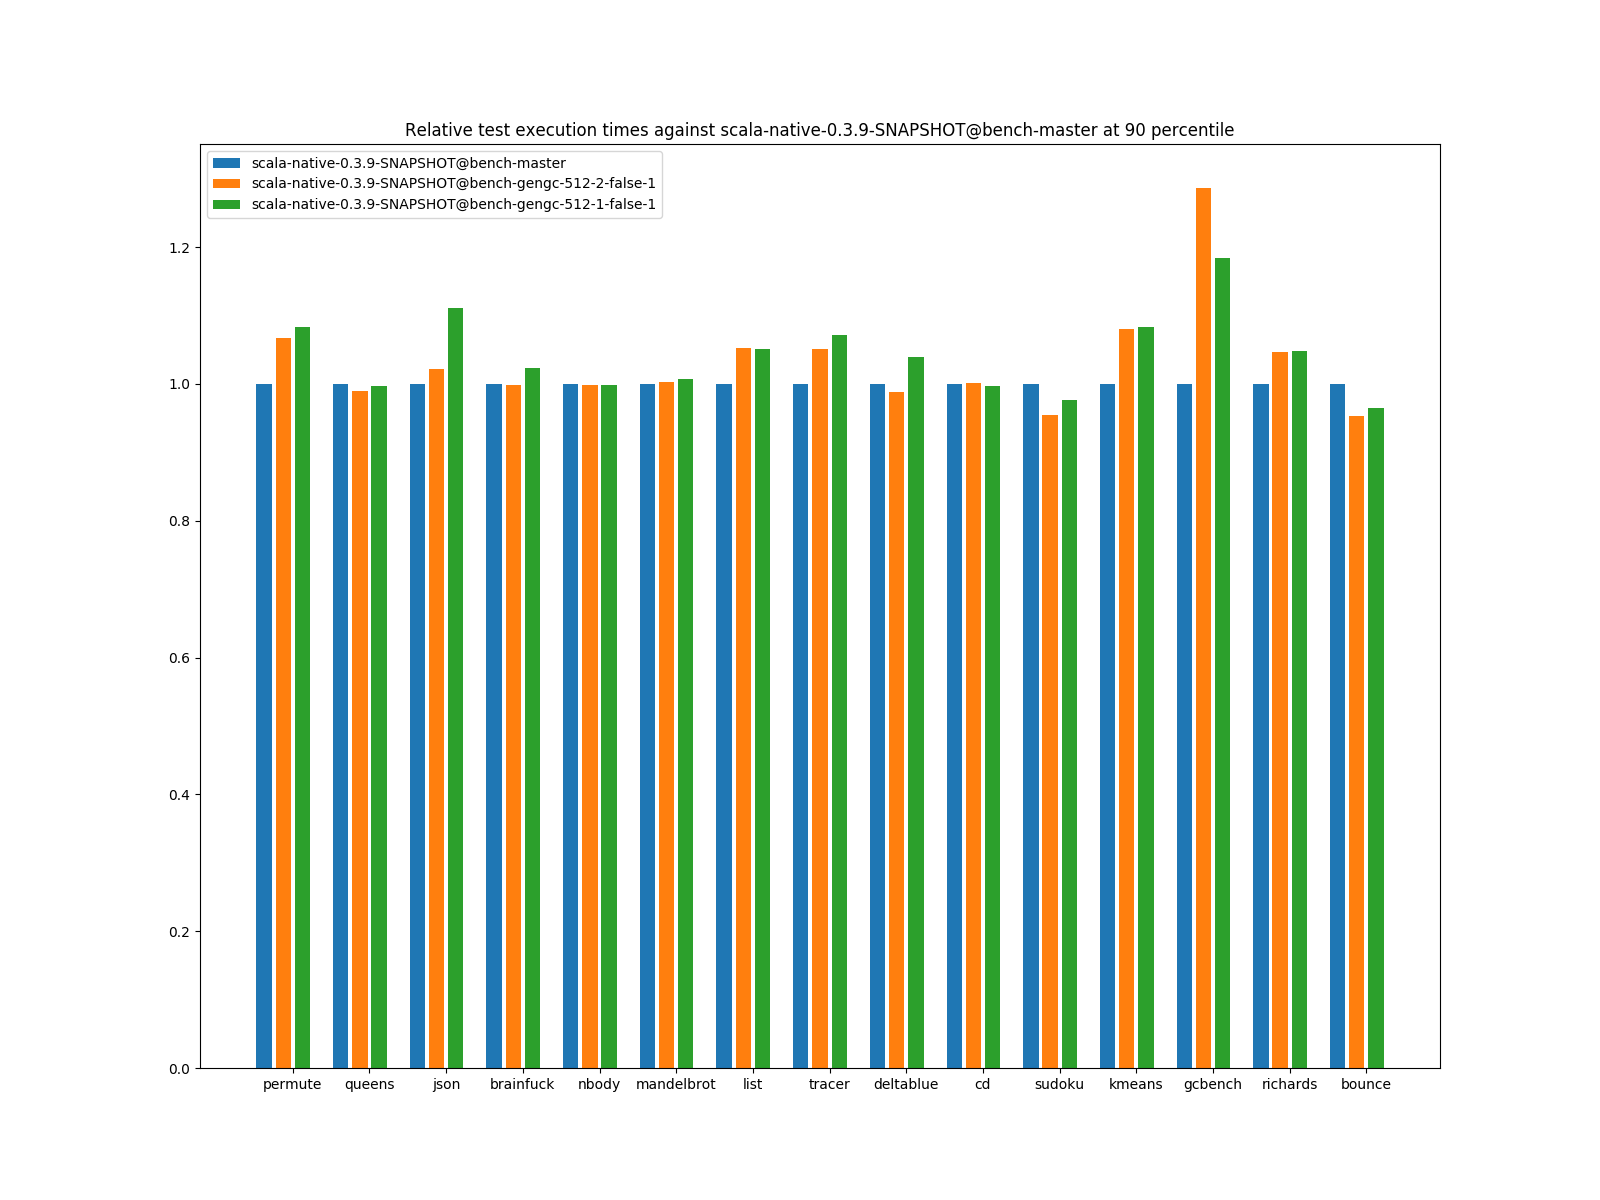 Relative test execution times against scala-native-0.3.9-SNAPSHOT@bench-master at 90 percentile
scala-native-0.3.9-SNAPSHOT@bench-master
scala-native-0.3.9-SNAPSHOT@bench-gengc-512-2-false-1
scala-native-0.3.9-SNAPSHOT@bench-gengc-512-1-false-1
1.2
1.0
0.8
0.6
0.4
0.2
0.0
permute queens json brainfuck nbody mandelbrot list tracer deltablue cd sudoku kmeans gcbench richards bounce